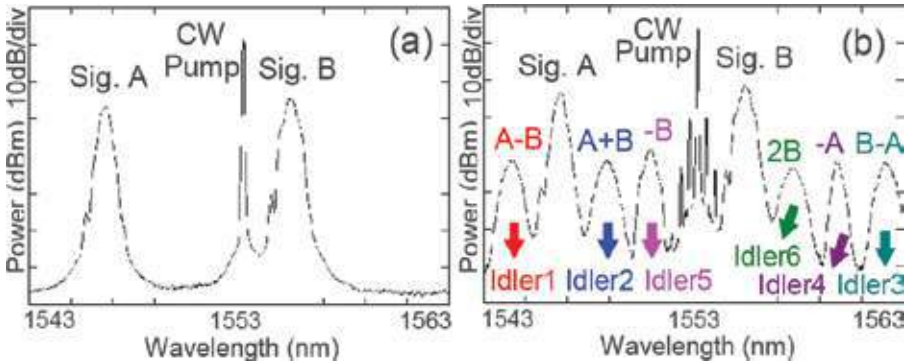 Power (dBm) 10dB/div
Sig. A
CW
Pump
Sig. B
(a)
1543
1553
1563
Wavelength (nm)
Power (dBm) 10dB/div
Sig. A
CW
Pump
Sig. B
(b)
A-B
A+B
-B
2B
-A
B-A
Idler1
Idler2
Idler5
Idler6
Idler4
Idler3
1543
1553
1563
Wavelength (nm)